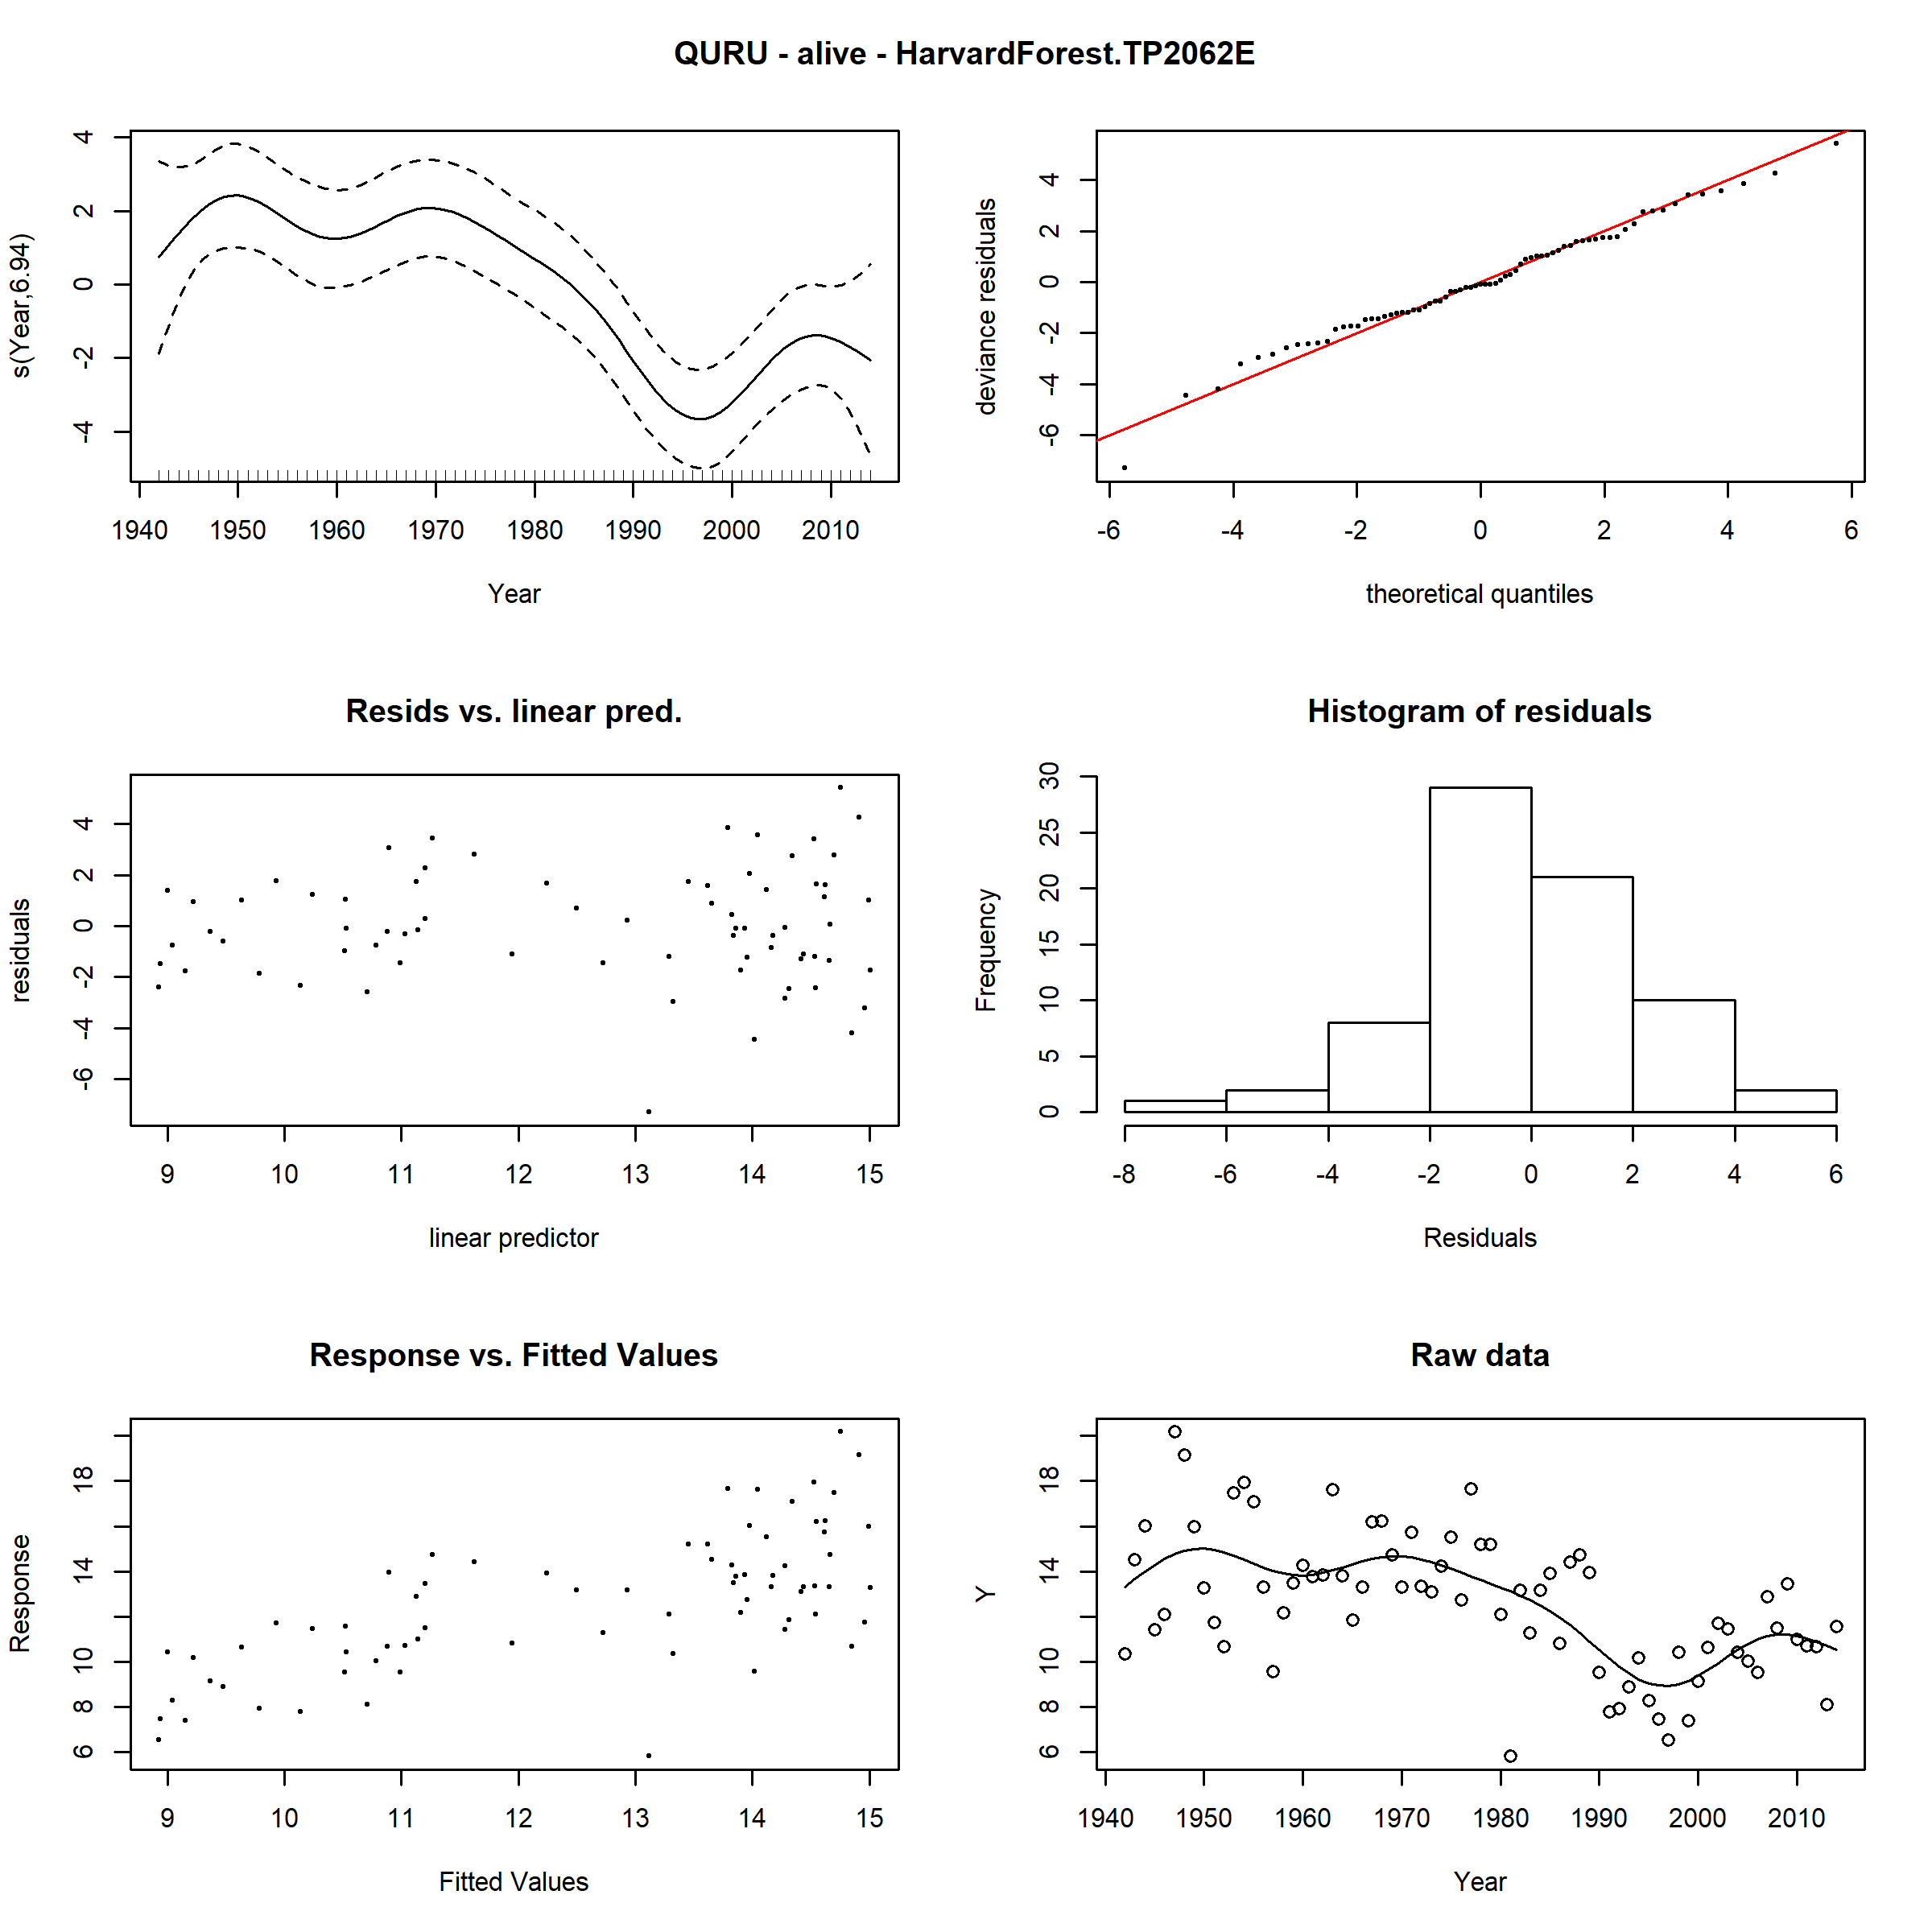 QURU - alive - HarvardForest.TP2062E
s(Year,6.94)
4
2
0
-2
-4
1940 1950 1960 1970 1980 1990 2000 2010
Year
deviance residuals
4
2
0
-2
-4
-6
-6 -4 -2 0 2 4 6
theoretical quantiles
Resids vs. linear pred.
residuals
4
2
0
-2
-4
-6
9 10 11 12 13 14 15
linear predictor
Histogram of residuals
Frequency
30
25
20
15
10
5
0
-8 -6 -4 -2 0 2 4 6
Residuals
Response vs. Fitted Values
Response
18
14
10
8
6
9 10 11 12 13 14 15
Fitted Values
Raw data
Y
18
14
10
8
6
1940 1950 1960 1970 1980 1990 2000 2010
Year